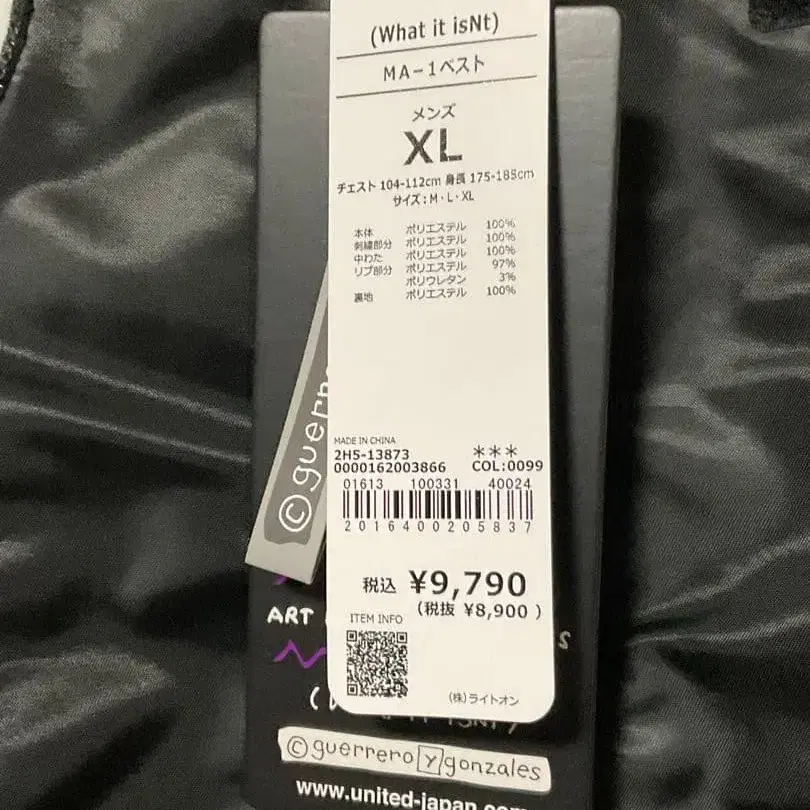 (What it isNt)
MA-1ベスト
メンズ
XL
チェスト 104-112cm 身長 175-185cm
サイズ:M・L・XL
本体 ポリエステル 100%
刺繍部分 ポリエステル 100%
中わた ポリエステル 100%
リブ部分 ポリエステル 97%
ポリウレタン 3%
裏地 ポリエステル 100%
MADE IN CHINA
2H5-13873 ***
0000162003866 COL:0099
01613 100331 40024
2016400205837
税込 ¥9,790
(税抜 ¥8,900 )
ITEM INFO
(株)ライトオン
©guerre
ART
©guerrero y gonzales
www.united-japan.com